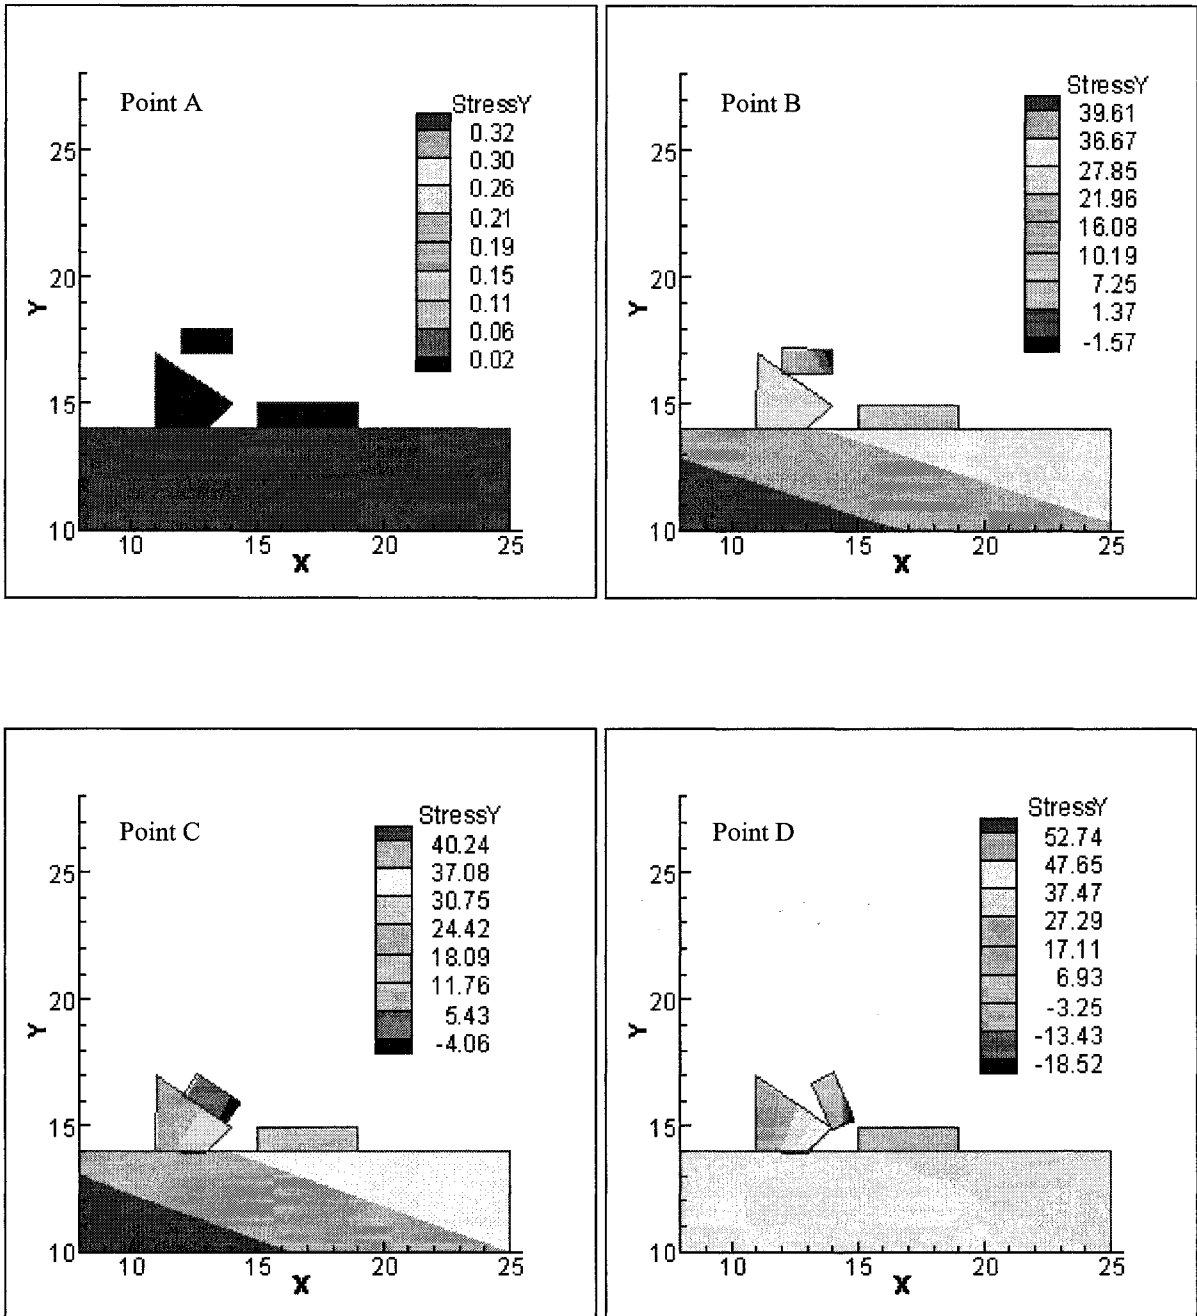 Point A
StressY
0.32
0.30
0.26
0.21
0.19
0.15
0.11
0.06
0.02
25
20
15
10
Y
10 15 20 25
X
Point B
StressY
39.61
36.67
27.85
21.96
16.08
10.19
7.25
1.37
-1.57
25
20
15
10
Y
10 15 20 25
X
Point C
StressY
40.24
37.08
30.75
24.42
18.09
11.76
5.43
-4.06
25
20
15
10
Y
10 15 20 25
X
Point D
StressY
52.74
47.65
37.47
27.29
17.11
6.93
-3.25
-13.43
-18.52
25
20
15
10
Y
10 15 20 25
X